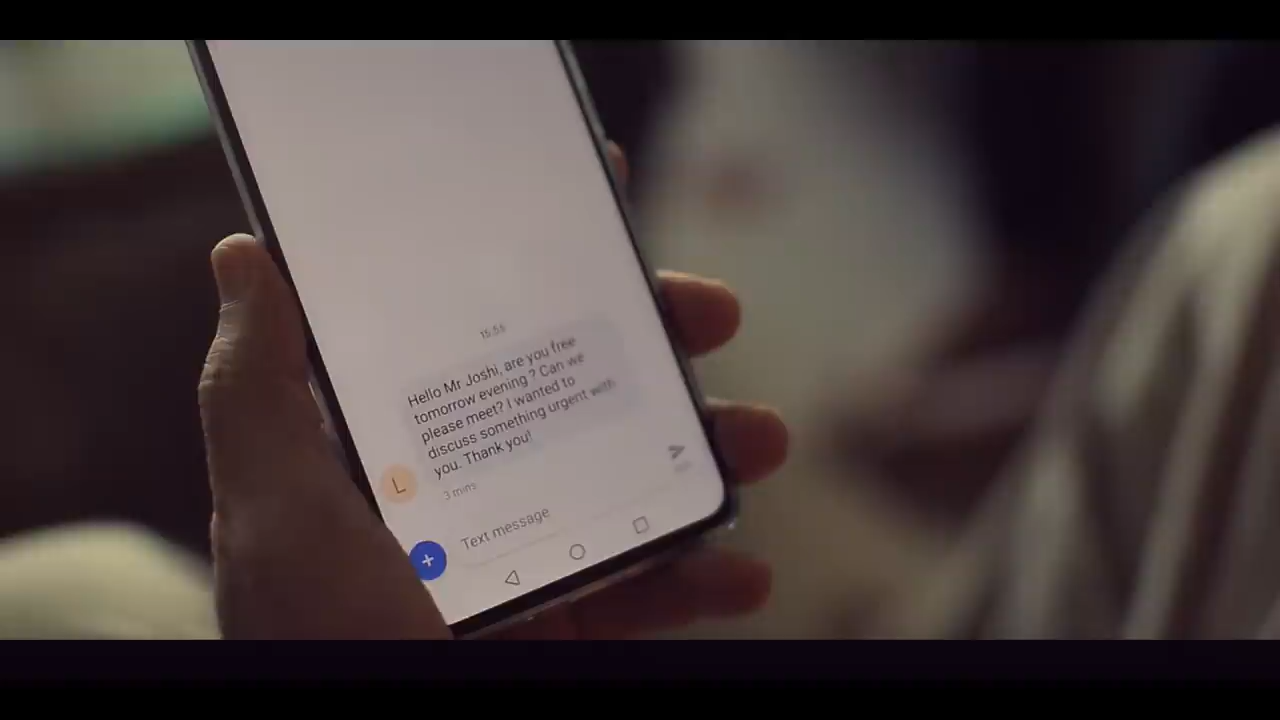 15:55
Hello Mr Joshi, are you free
tomorrow evening ? Can we
please meet? I wanted to
discuss something urgent with
you. Thank you!
L
3 mins
+
Text message